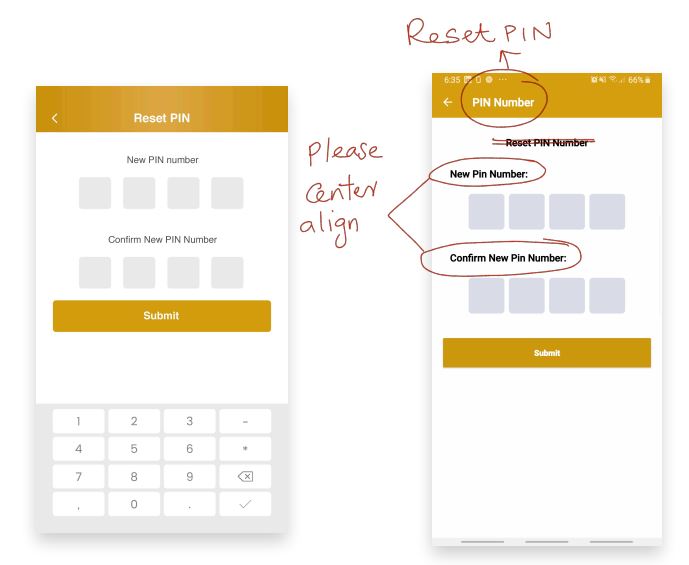 Reset PIN
New PIN number
Confirm New PIN Number
Submit
1 2 3 -
4 5 6 *
7 8 9
, 0 .
Please
Center
align
Reset PIN
6:35 66%
PIN Number
Reset PIN Number
New Pin Number:
Confirm New Pin Number:
Submit